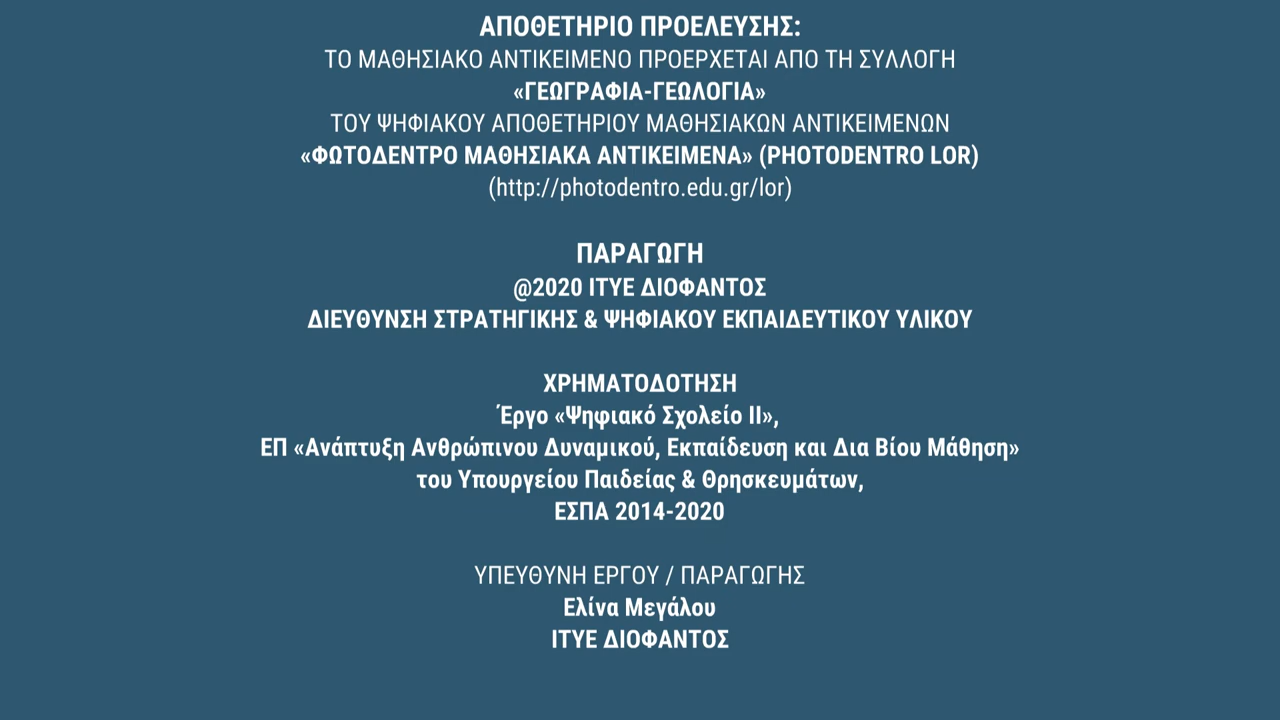 ΑΠΟΘΕΤΗΡΙΟ ΠΡΟΕΛΕΥΣΗΣ:
ΤΟ ΜΑΘΗΣΙΑΚΟ ΑΝΤΙΚΕΙΜΕΝΟ ΠΡΟΕΡΧΕΤΑΙ ΑΠΟ ΤΗ ΣΥΛΛΟΓΗ
«ΓΕΩΓΡΑΦΙΑ-ΓΕΩΛΟΓΙΑ»
ΤΟΥ ΨΗΦΙΑΚΟΥ ΑΠΟΘΕΤΗΡΙΟΥ ΜΑΘΗΣΙΑΚΩΝ ΑΝΤΙΚΕΙΜΕΝΩΝ
«ΦΩΤΟΔΕΝΤΡΟ ΜΑΘΗΣΙΑΚΑ ΑΝΤΙΚΕΙΜΕΝΑ» (PHOTODENTRO LOR)
(http://photodentro.edu.gr/lor)
ΠΑΡΑΓΩΓΗ
@2020 ΙΤΥΕ ΔΙΟΦΑΝΤΟΣ
ΔΙΕΥΘΥΝΣΗ ΣΤΡΑΤΗΓΙΚΗΣ & ΨΗΦΙΑΚΟΥ ΕΚΠΑΙΔΕΥΤΙΚΟΥ ΥΛΙΚΟΥ
ΧΡΗΜΑΤΟΔΟΤΗΣΗ
Έργο «Ψηφιακό Σχολείο ΙΙ»,
ΕΠ «Ανάπτυξη Ανθρώπινου Δυναμικού, Εκπαίδευση και Δια Βίου Μάθηση»
του Υπουργείου Παιδείας & Θρησκευμάτων,
ΕΣΠΑ 2014-2020
ΥΠΕΥΘΥΝΗ ΕΡΓΟΥ / ΠΑΡΑΓΩΓΗΣ
Ελίνα Μεγάλου
ΙΤΥΕ ΔΙΟΦΑΝΤΟΣ